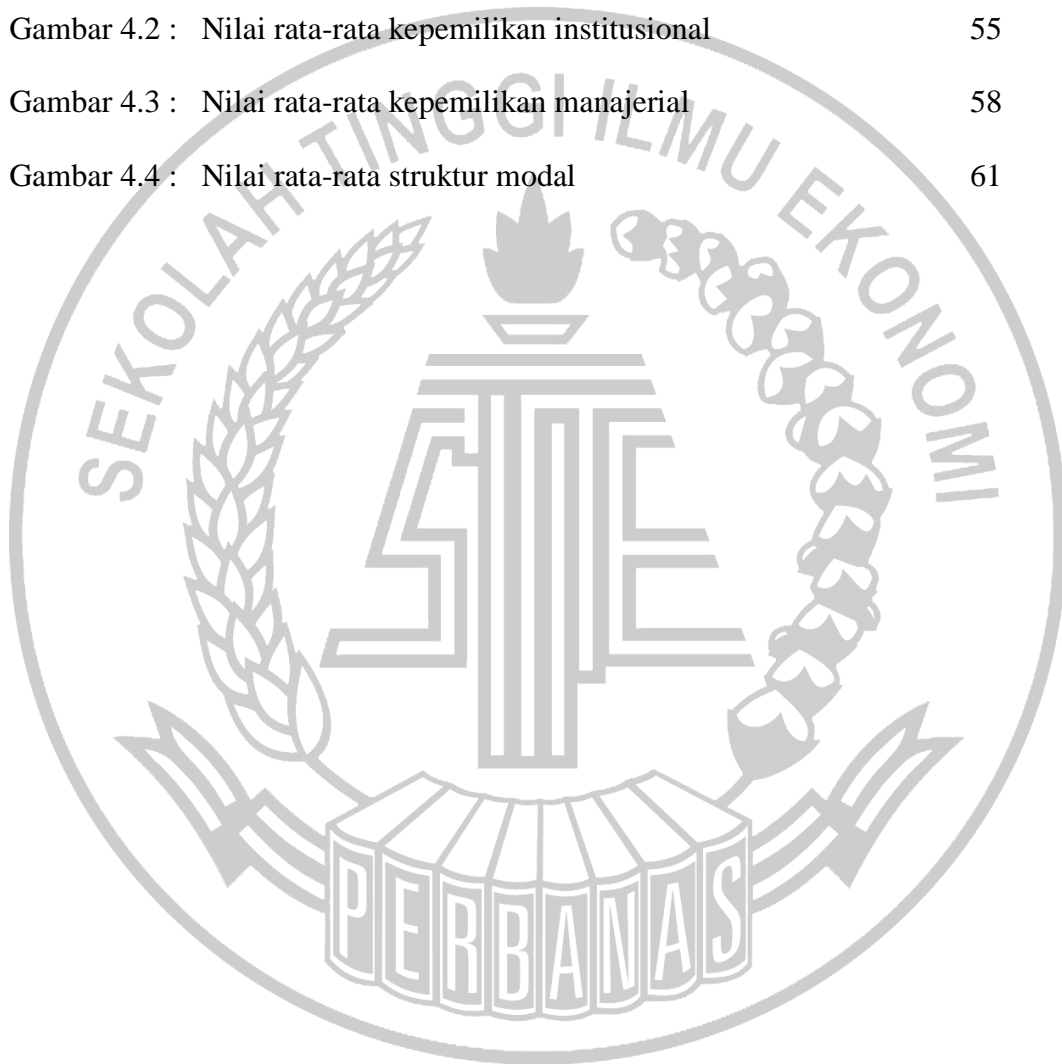 Gambar 4.2 : Nilai rata-rata kepemilikan institusional 55
Gambar 4.3 : Nilai rata-rata kepemilikan manajerial 58
Gambar 4.4 : Nilai rata-rata struktur modal 61
SEKOLAH TINGGI ILMU EKONOMI
STIE
PERBANAS